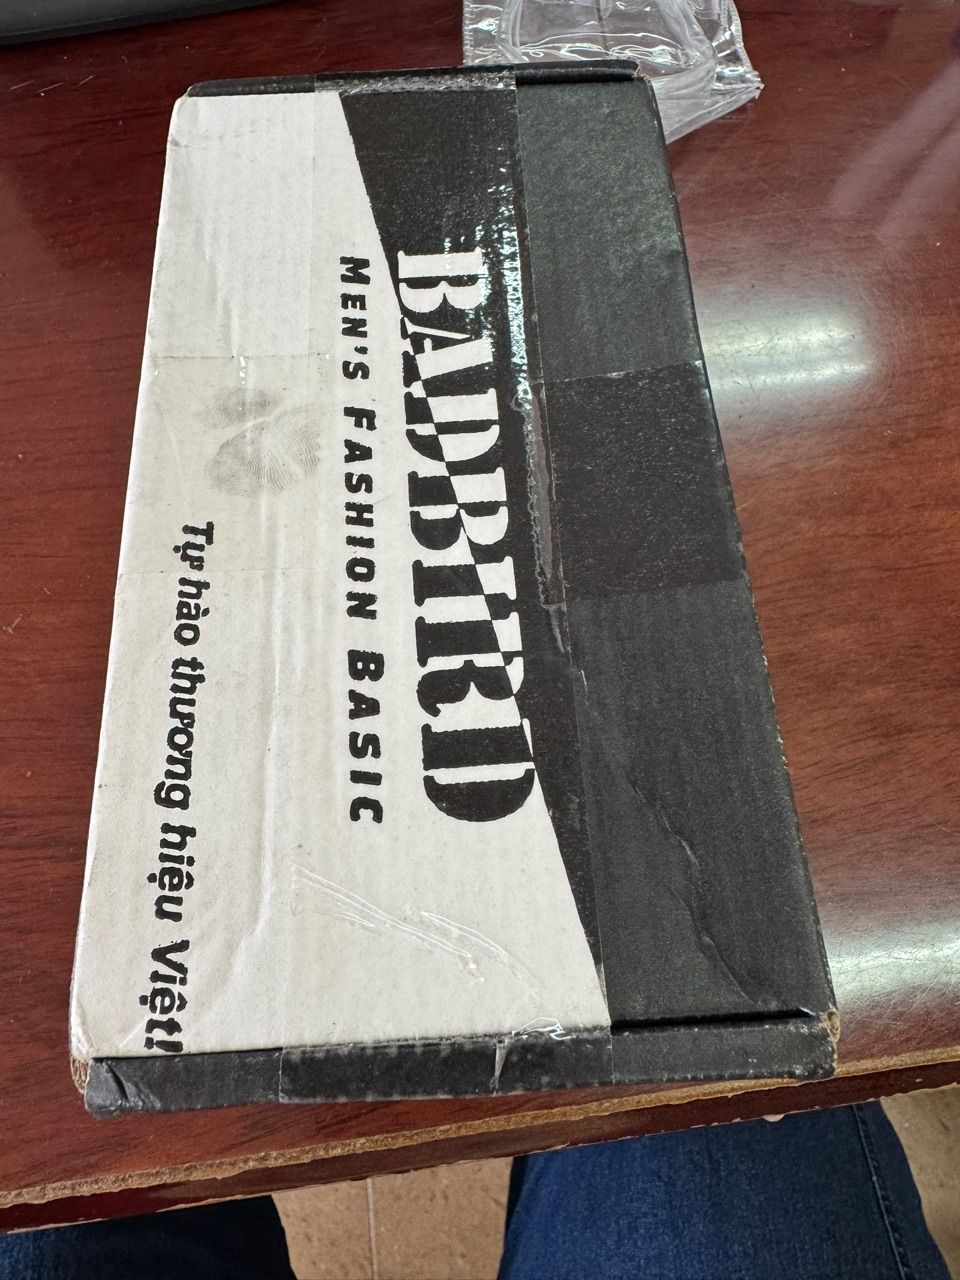 BADBIRD
MEN'S FASHION BASIC
Tự hào thương hiệu Việt!